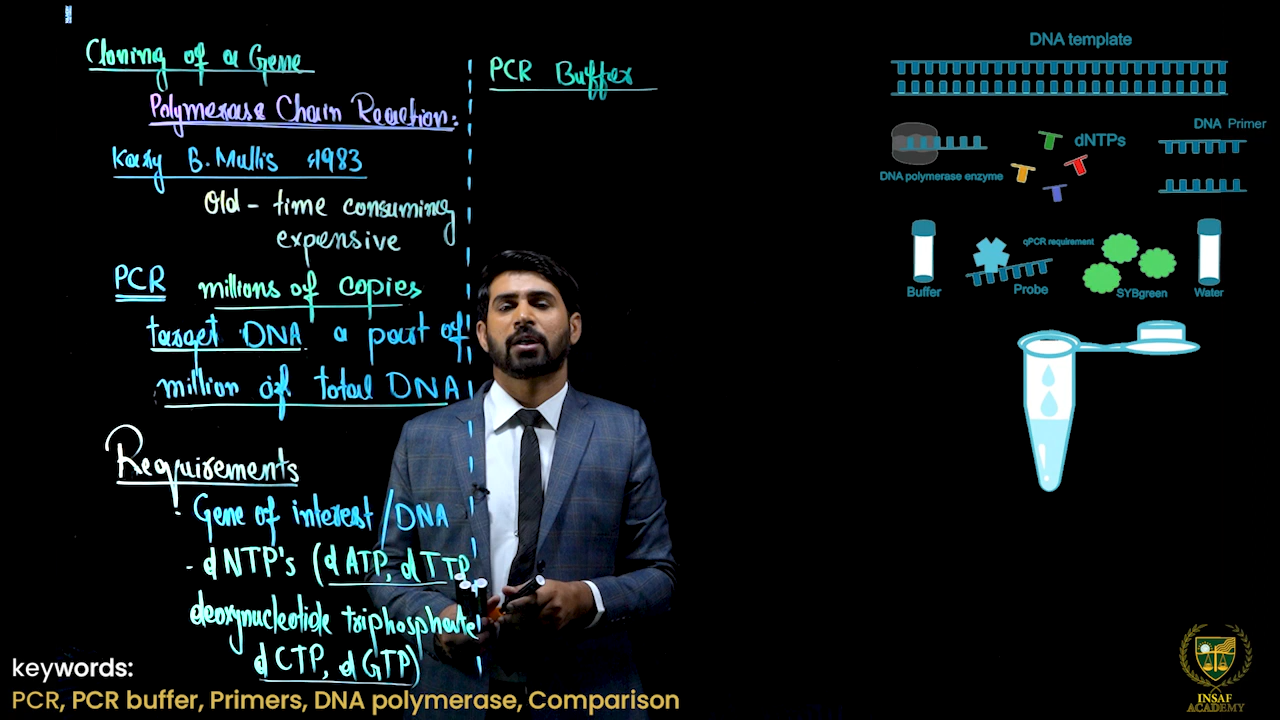 Cloning of a Gene
Polymerase Chain Reaction:
Kary B. Mullis 1983
Old - time consuming
expensive
PCR millions of copies
target DNA a part of
million of total DNA
Requirements
· Gene of interest / DNA
- dNTP's (dATP, dTTP,
deoxynucleotide triphosphate
dCTP, dGTP)
PCR Buffer
DNA template
DNA polymerase enzyme
dNTPs
DNA Primer
Buffer
qPCR requirement
Probe
SYBgreen
Water
keywords:
PCR, PCR buffer, Primers, DNA polymerase, Comparison
INSAF
ACADEMY